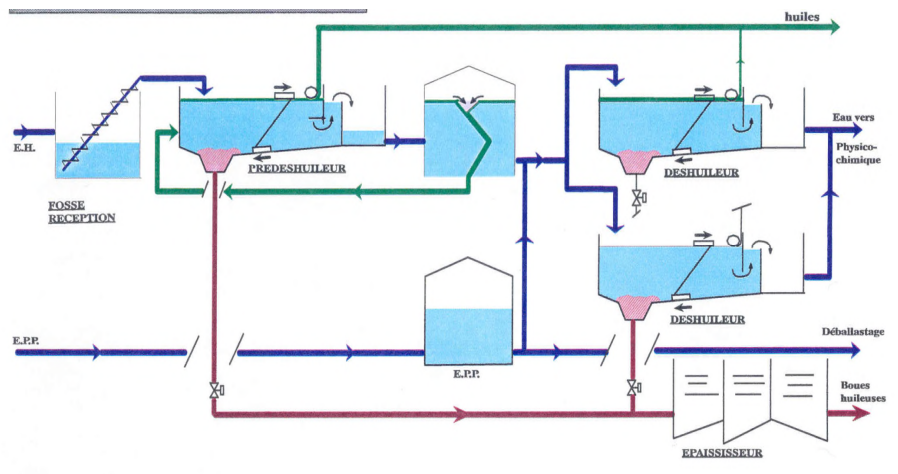 huiles
E.H.
Eau vers
Physico-
chimique
PREDESHUILEUR
DESHUILEUR
FOSSE
RECEPTION
DESHUILEUR
Déballastage
E.P.P.
E.P.P.
Boues
huileuses
EPAISSISSEUR